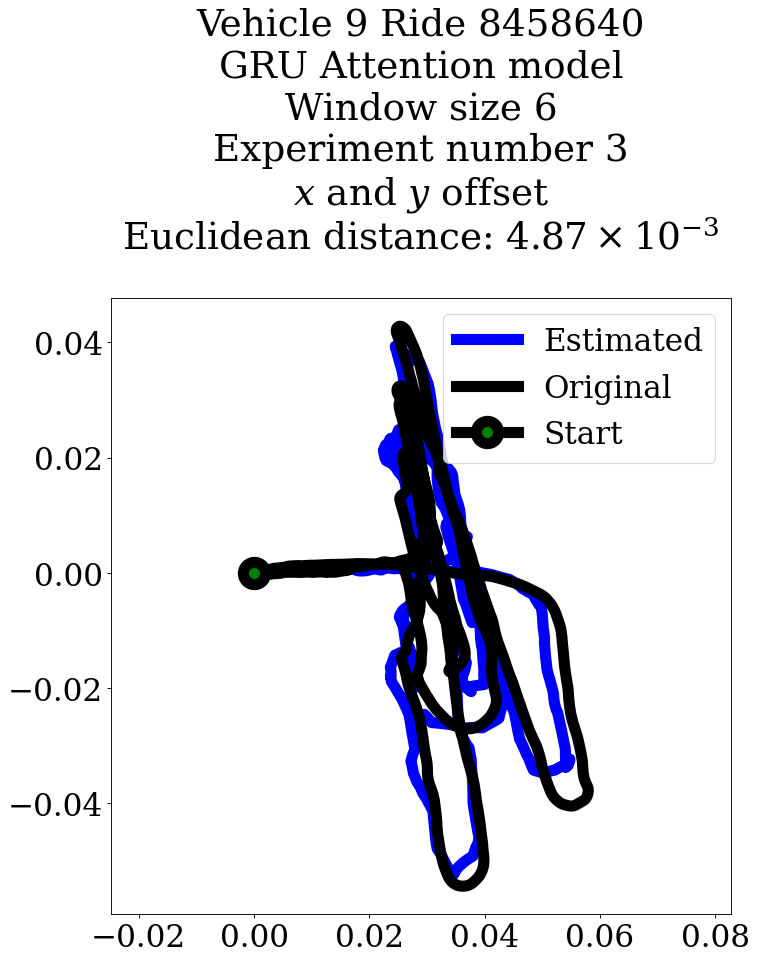 Vehicle 9 Ride 8458640
GRU Attention model
Window size 6
Experiment number 3
x and y offset
Euclidean distance: 4.87 × 10⁻³
Estimated
Original
Start
0.04
0.02
0.00
−0.02
−0.04
−0.02 0.00 0.02 0.04 0.06 0.08